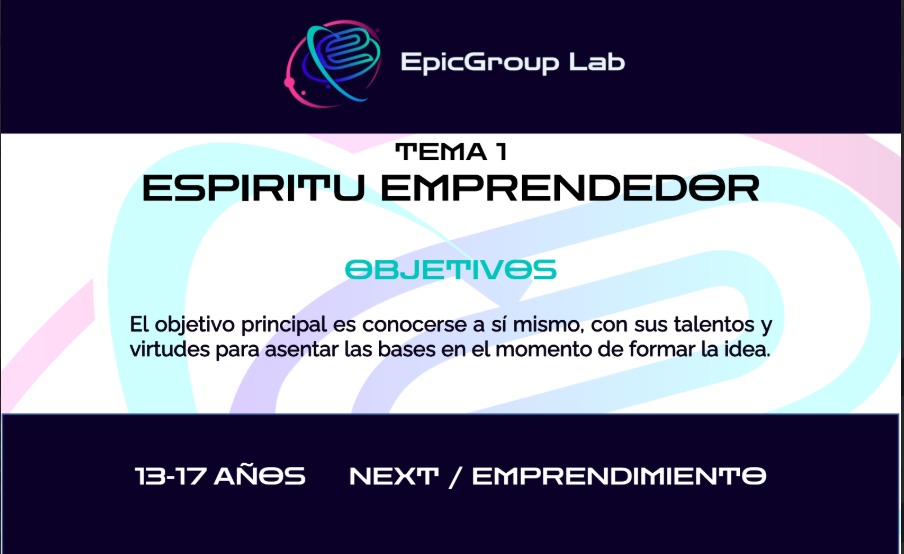 EpicGroup Lab
TEMA 1
ESPIRITU EMPRENDEDOR
OBJETIVOS
El objetivo principal es conocerse a sí mismo, con sus talentos y
virtudes para asentar las bases en el momento de formar la idea.
13-17 AÑOS NEXT / EMPRENDIMIENTO